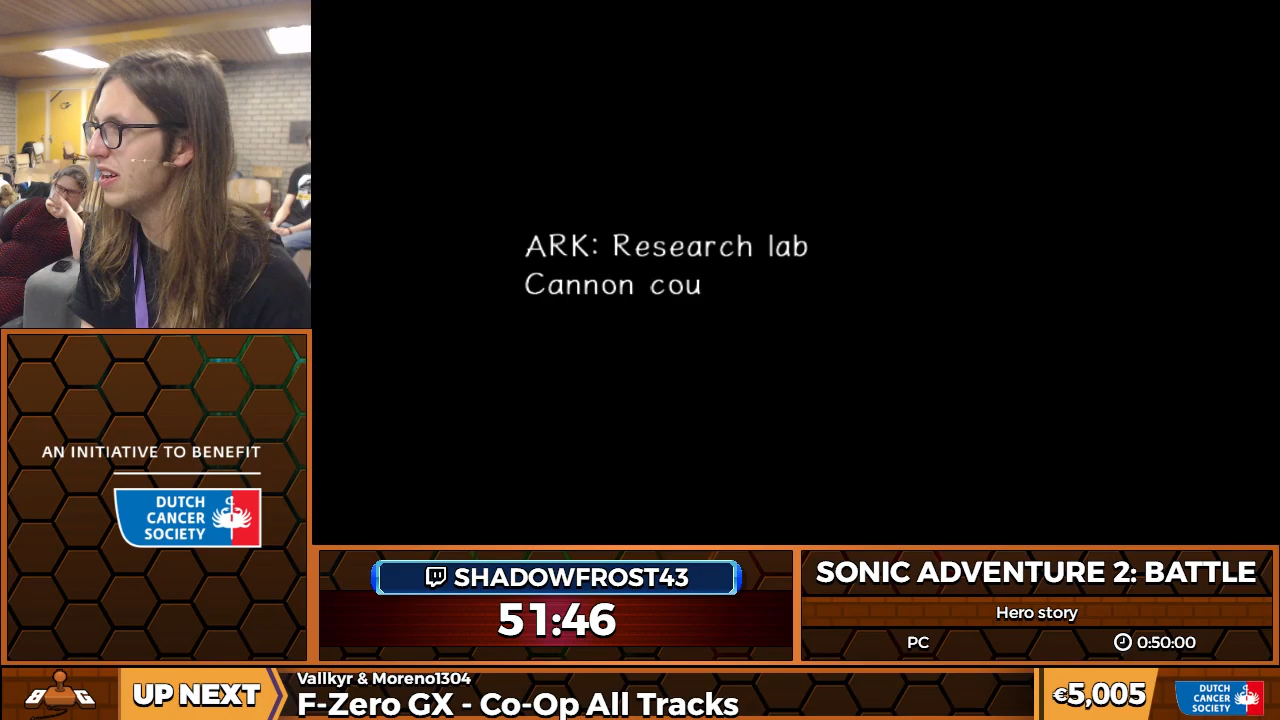 ARK: Research lab
Cannon cou
AN INITIATIVE TO BENEFIT
DUTCH
CANCER
SOCIETY
SHADOWFROST43
51:46
SONIC ADVENTURE 2: BATTLE
Hero story
PC
0:50:00
BTG
UP NEXT
Vallkyr & Moreno1304
F-Zero GX - Co-Op All Tracks
€5,005
DUTCH
CANCER
SOCIETY